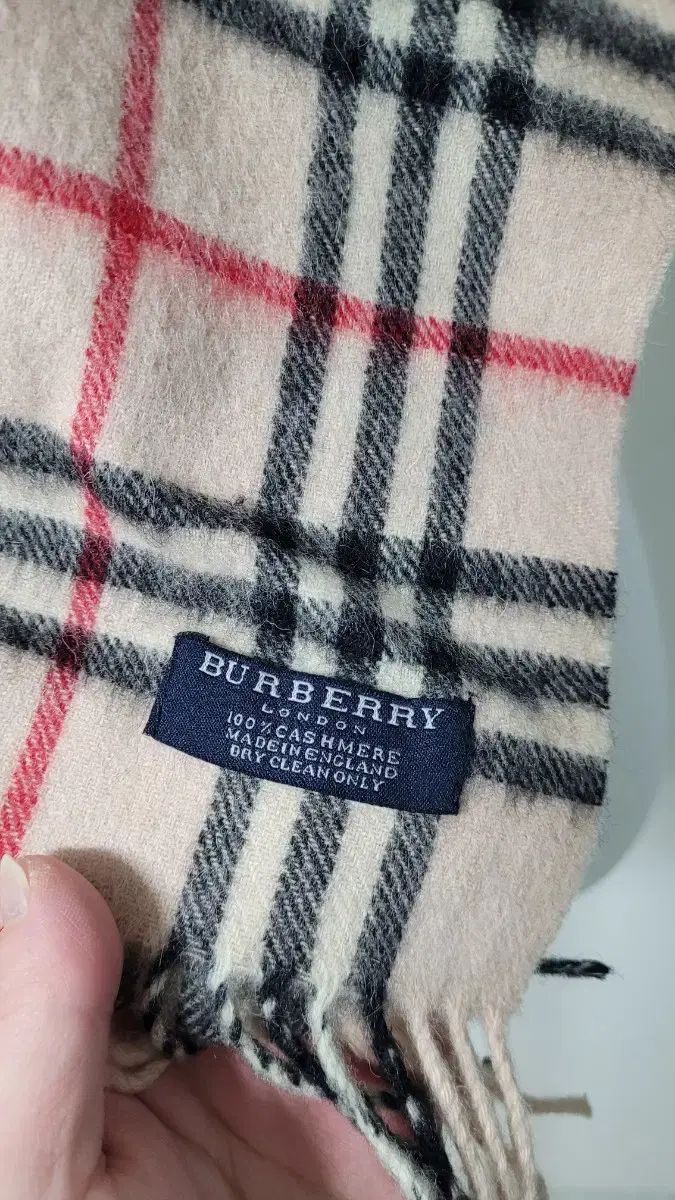 BURBERRY
LONDON
100% CASHMERE
MADE IN ENGLAND
DRY CLEAN ONLY